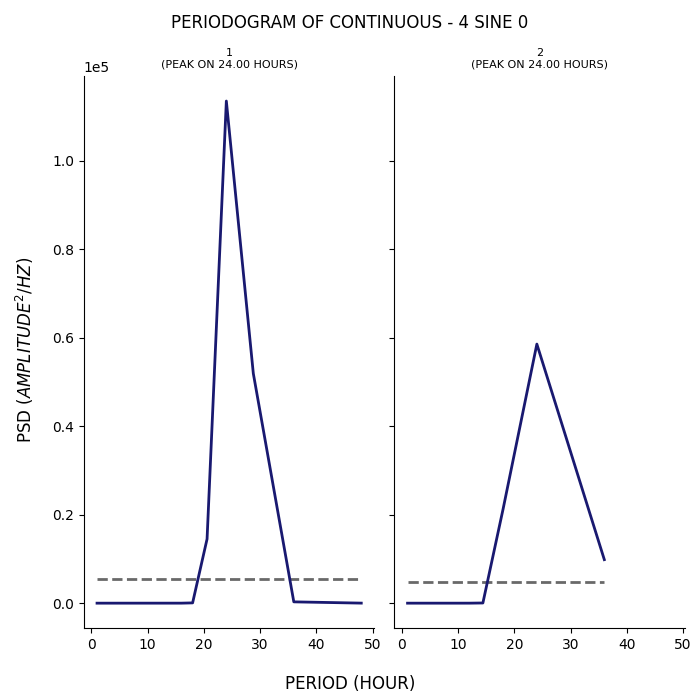 PERIODOGRAM OF CONTINUOUS - 4 SINE 0
1
(PEAK ON 24.00 HOURS)
2
(PEAK ON 24.00 HOURS)
1e5
1.0
0.8
0.6
0.4
0.2
0.0
PSD (AMPLITUDE²/HZ)
0 10 20 30 40 50
0 10 20 30 40 50
PERIOD (HOUR)